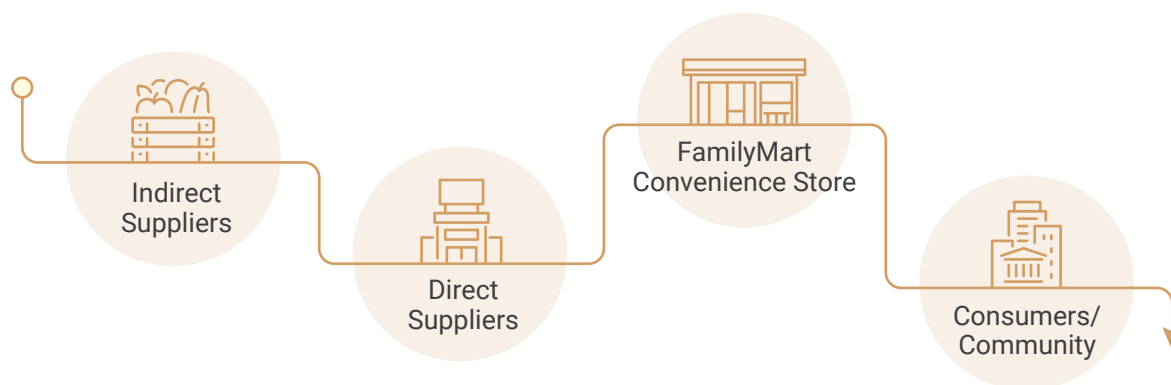 Indirect
Suppliers
Direct
Suppliers
FamilyMart
Convenience Store
Consumers/
Community